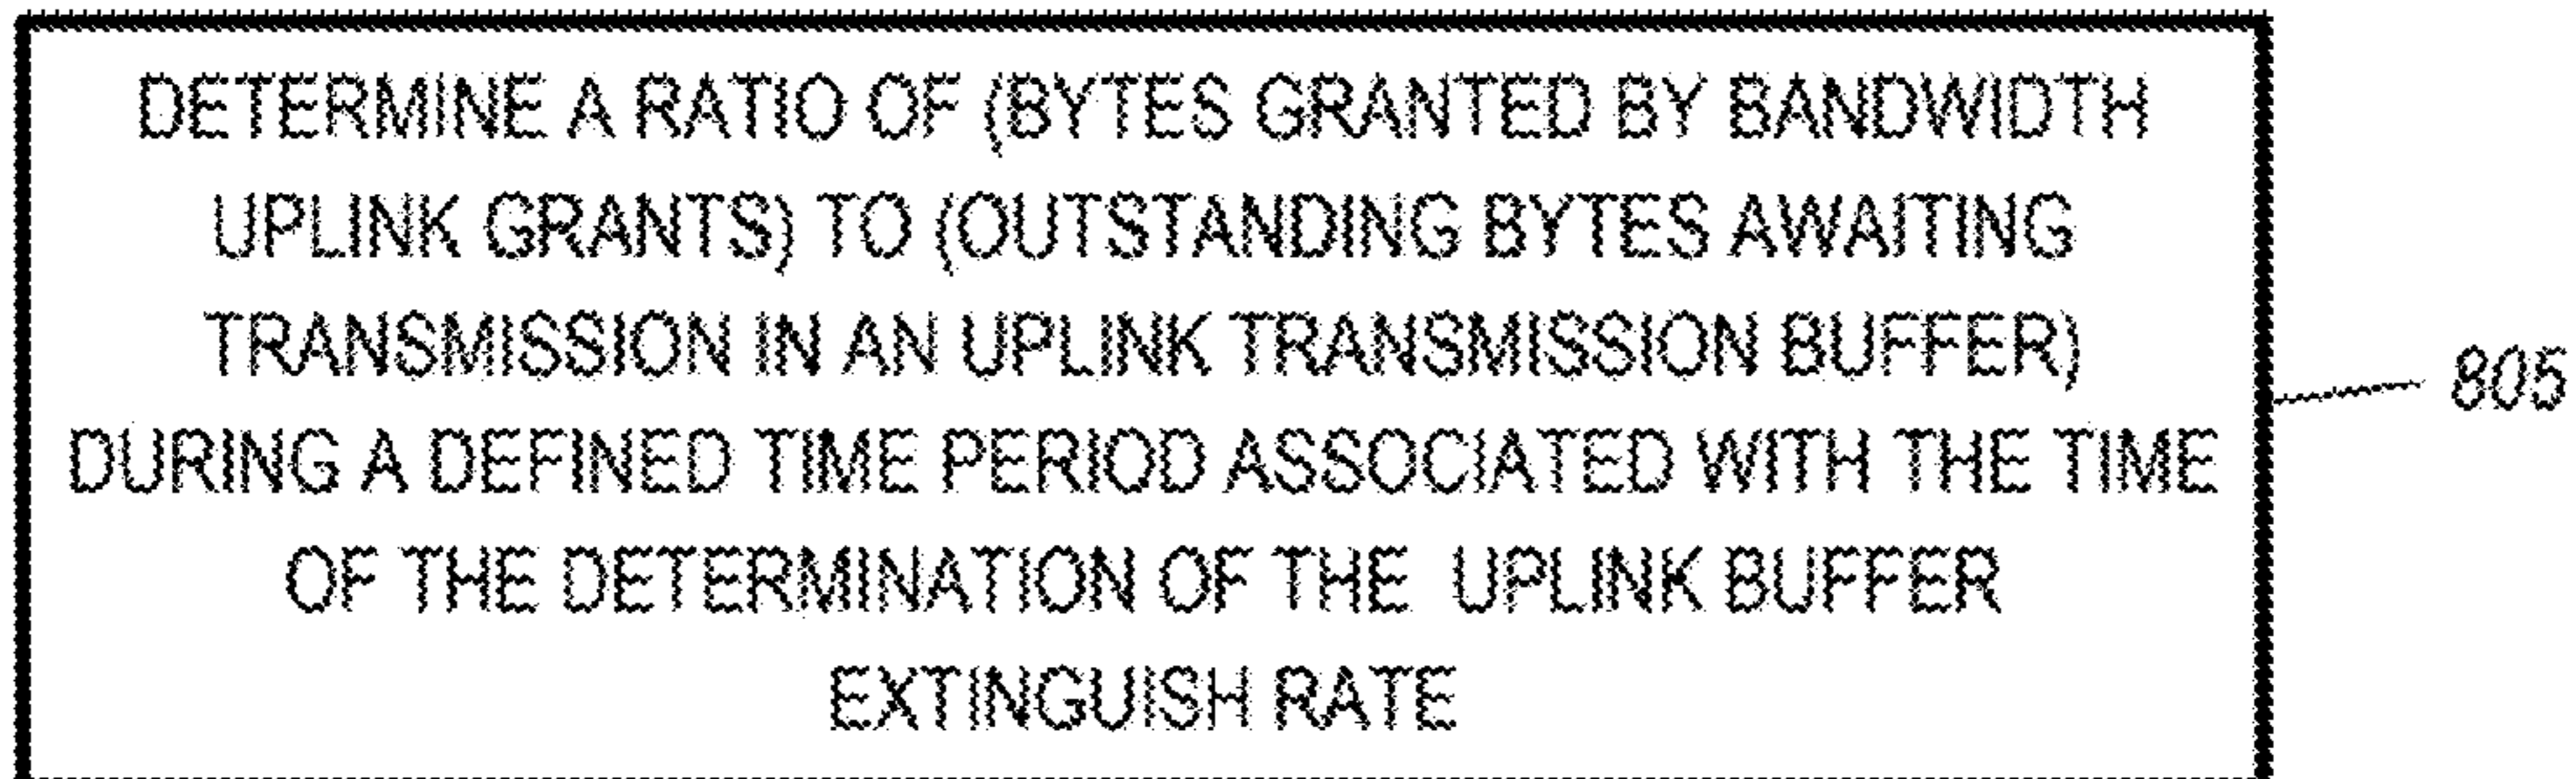 DETERMINE A RATIO OF (BYTES GRANTED BY BANDWIDTH
UPLINK GRANTS) TO (OUTSTANDING BYTES AWAITING
TRANSMISSION IN AN UPLINK TRANSMISSION BUFFER)
DURING A DEFINED TIME PERIOD ASSOCIATED WITH THE TIME
OF THE DETERMINATION OF THE UPLINK BUFFER
EXTINGUISH RATE
805